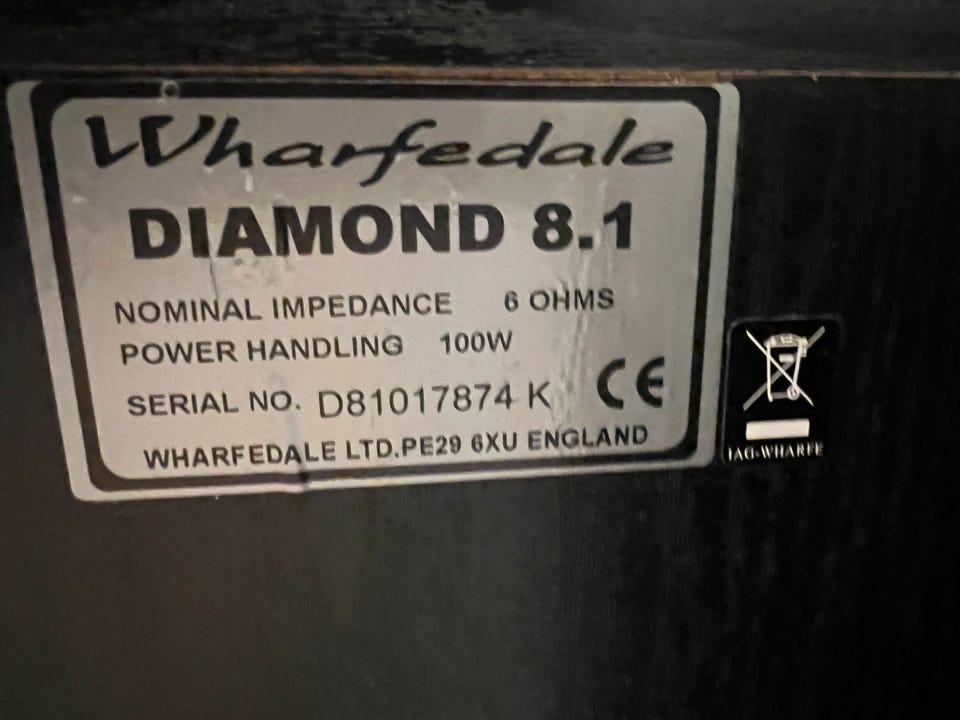 Wharfedale
DIAMOND 8.1
NOMINAL IMPEDANCE 6 OHMS
POWER HANDLING 100W
SERIAL NO. D81017874 K CE
WHARFEDALE LTD.PE29 6XU ENGLAND
IAG-WHARFE